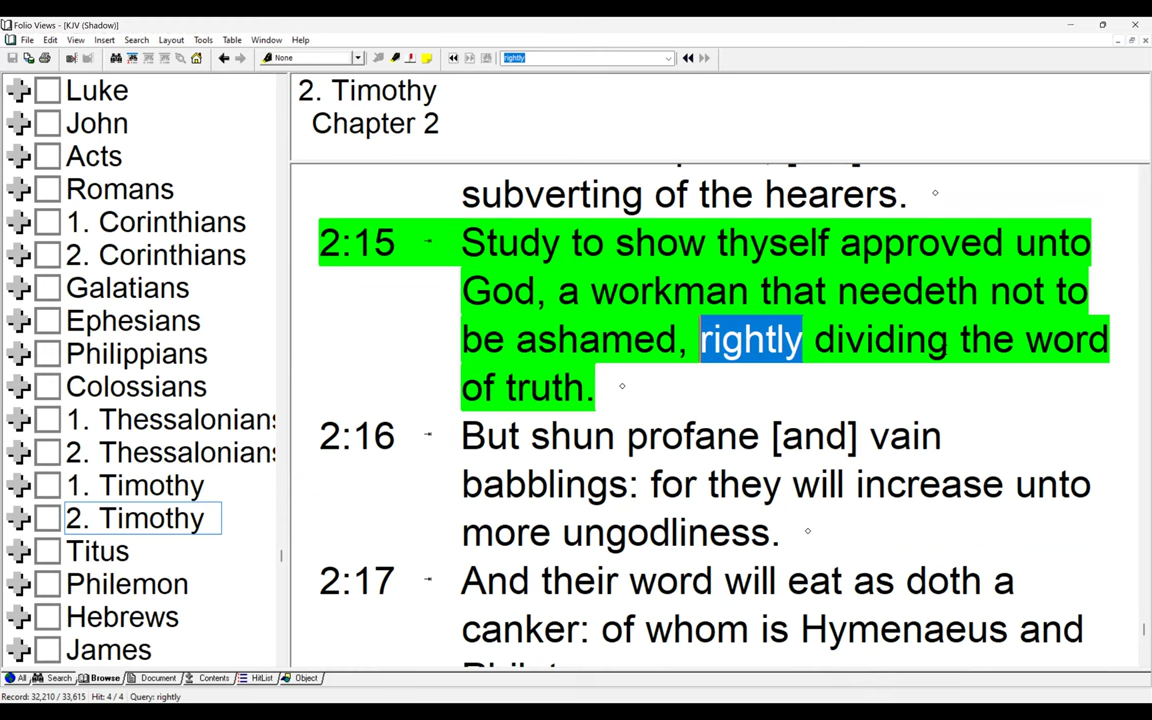 Folio Views - [KJV (Shadow)]
File Edit View Insert Search Layout Tools Table Window Help
None rightly
Luke
John
Acts
Romans
1. Corinthians
2. Corinthians
Galatians
Ephesians
Philippians
Colossians
1. Thessalonians
2. Thessalonians
1. Timothy
2. Timothy
Titus
Philemon
Hebrews
James
2. Timothy
Chapter 2
subverting of the hearers.
2:15 Study to show thyself approved unto
God, a workman that needeth not to
be ashamed, rightly dividing the word
of truth.
2:16 But shun profane [and] vain
babblings: for they will increase unto
more ungodliness.
2:17 And their word will eat as doth a
canker: of whom is Hymenaeus and
All Search Browse Document Contents HitList Object
Record: 32,210 / 33,615 Hit: 4 / 4 Query: rightly